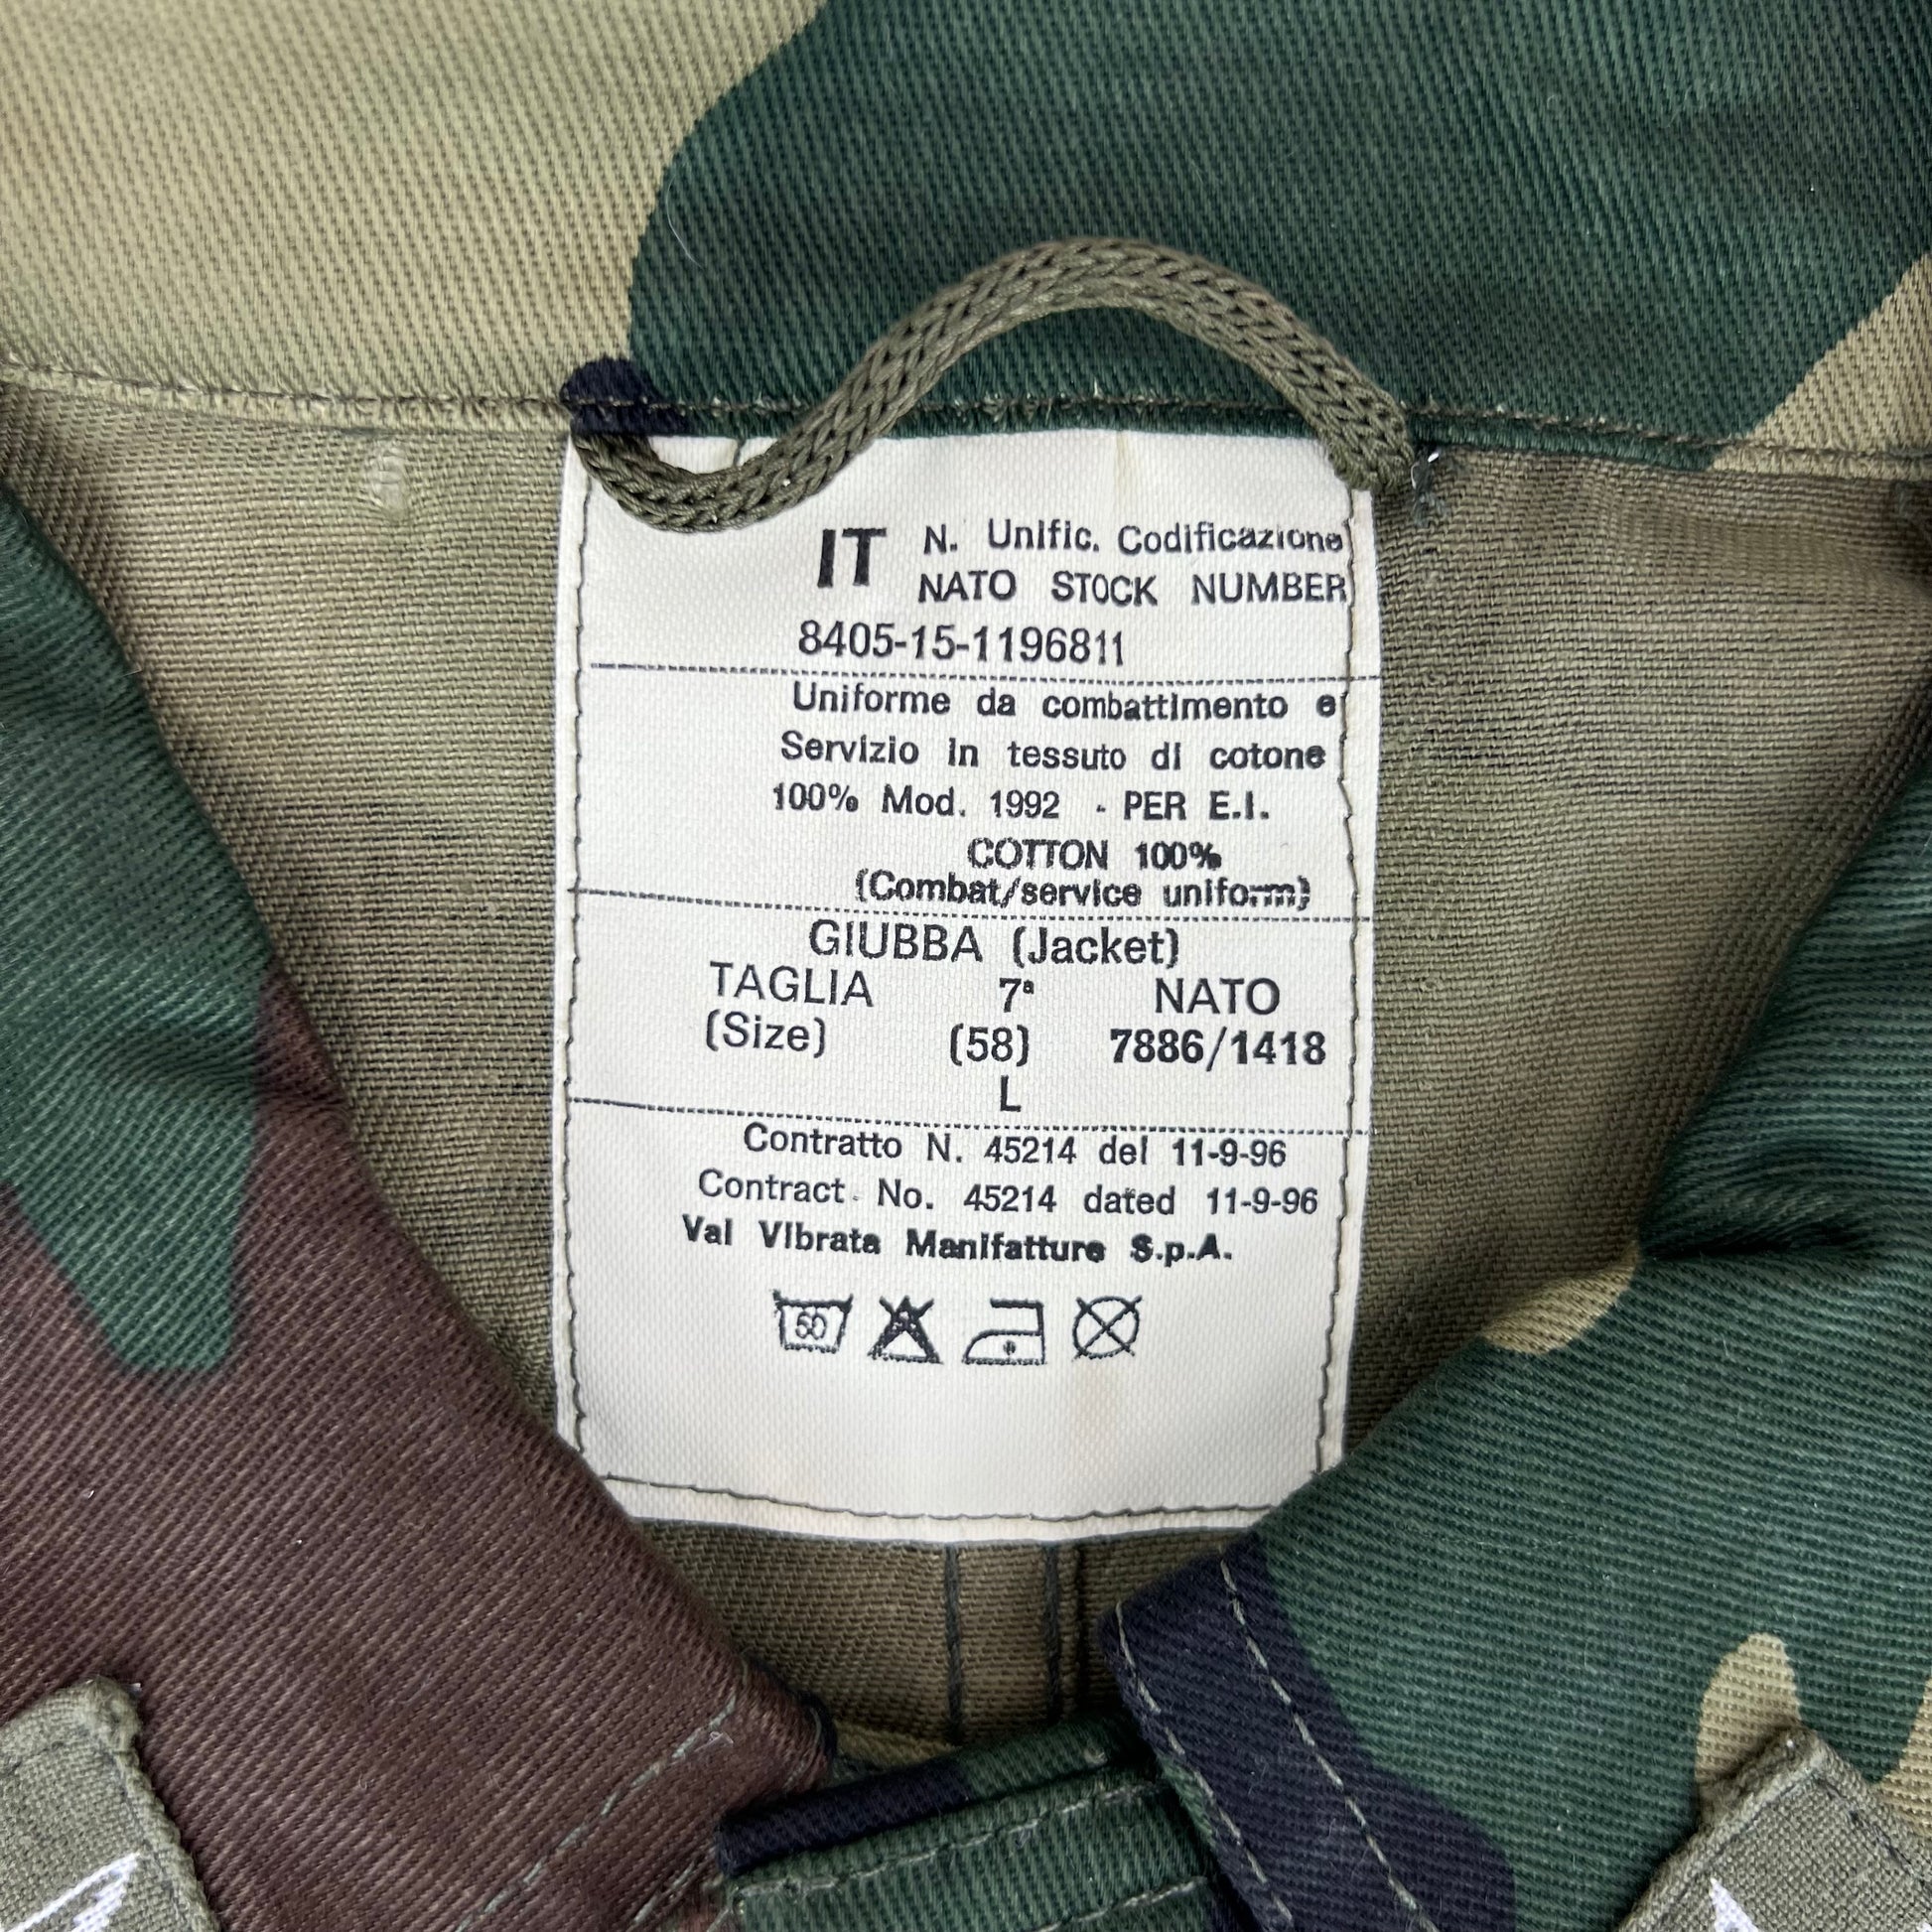 IT N. Unific. Codificazione
NATO STOCK NUMBER
8405-15-1196811
Uniforme da combattimento e
Servizio in tessuto di cotone
100% Mod. 1992 - PER E.I.
COTTON 100%
(Combat/service uniform)
GIUBBA (Jacket)
TAGLIA 7ª NATO
(Size) (58) 7886/1418
L
Contratto N. 45214 del 11-9-96
Contract. No. 45214 dated 11-9-96
Val Vibrata Manifatture S.p.A.
50